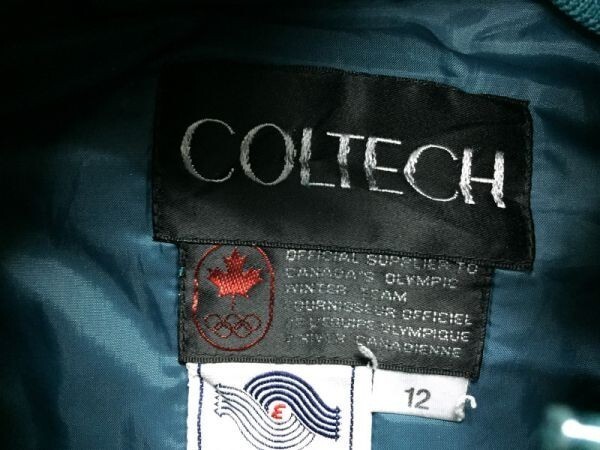 COLTECH
OFFICIAL SUPPLIER TO
CANADA'S OLYMPIC
WINTER TEAM
FOURNISSEUR OFFICIEL
DE L'EQUIPE OLYMPIQUE
D'HIVER CANADIENNE
12
E